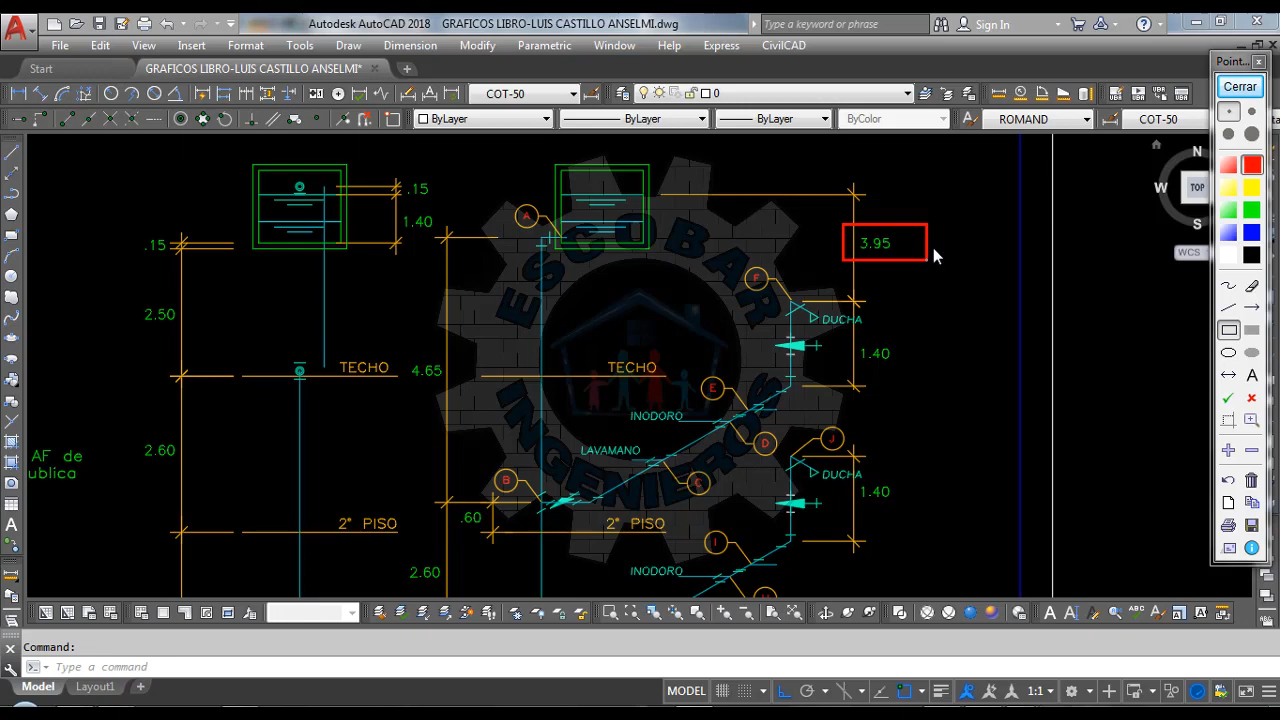 Autodesk AutoCAD 2018 GRAFICOS LIBRO-LUIS CASTILLO ANSELMI.dwg
Type a keyword or phrase
Sign In
File Edit View Insert Format Tools Draw Dimension Modify Parametric Window Help Express CivilCAD
Point...
Start
GRAFICOS LIBRO-LUIS CASTILLO ANSELMI*
Cerrar
COT-50
0
ByLayer
ByLayer
ByLayer
ByColor
ROMAND
COT-50
N
W
TOP
S
WCS
.15
1.40
.15
2.50
TECHO
2.60
AF de
ublica
2° PISO
A
ESCOBAR
INGENIEROS
3.95
F
DUCHA
1.40
4.65
TECHO
E
INODORO
D
LAVAMANO
J
DUCHA
C
B
1.40
.60
2° PISO
I
INODORO
2.60
A
A
Command:
Type a command
Model
Layout1
MODEL
1:1